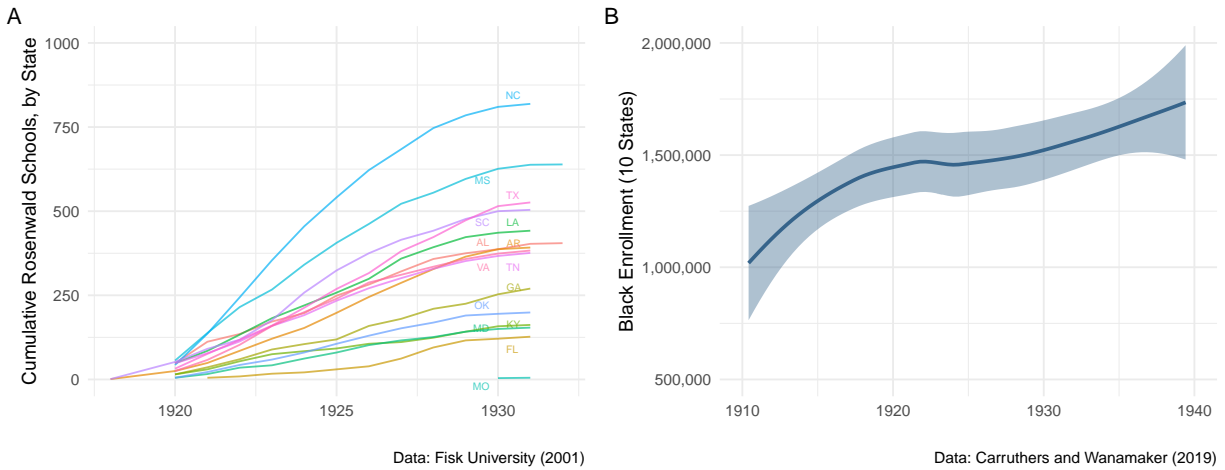 A
Cumulative Rosenwald Schools, by State
1000
750
500
250
0
NC
MS
TX
SC
LA
AL
AR
VA
TN
GA
OK
KY
MD
FL
MO
1920
1925
1930
Data: Fisk University (2001)
B
Black Enrollment (10 States)
2,000,000
1,500,000
1,000,000
500,000
1910
1920
1930
1940
Data: Carruthers and Wanamaker (2019)